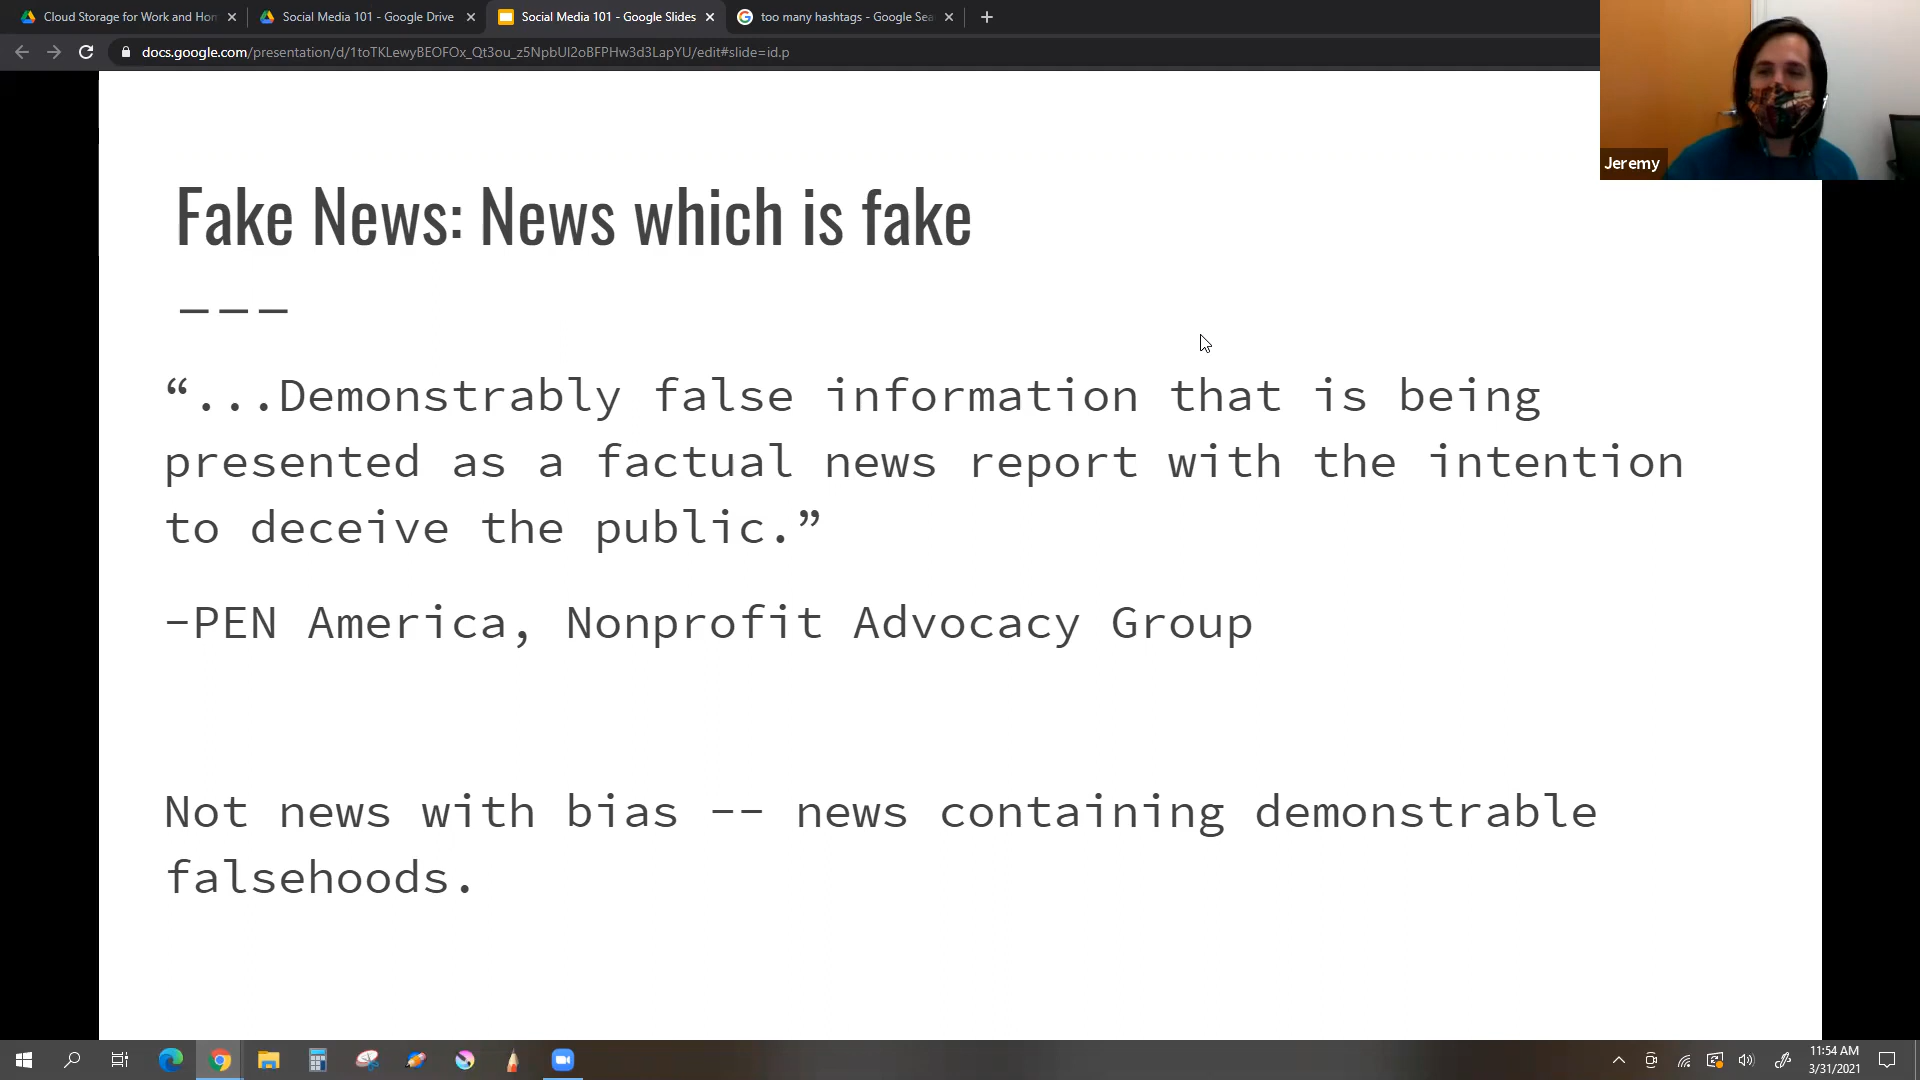 Cloud Storage for Work and Hom
Social Media 101 - Google Drive
Social Media 101 - Google Slides
too many hashtags - Google Sea
docs.google.com/presentation/d/1toTKLewyBEOFOx_Qt3ou_z5NpbUl2oBFPHw3d3LapYU/edit#slide=id.p
Jeremy
Fake News: News which is fake
“...Demonstrably false information that is being
presented as a factual news report with the intention
to deceive the public.”
-PEN America, Nonprofit Advocacy Group
Not news with bias -- news containing demonstrable
falsehoods.
11:54 AM
3/31/2021